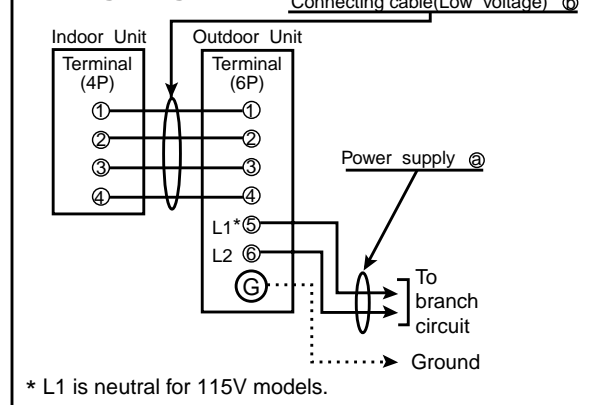 Connecting cable(Low voltage) ⓑ
Indoor Unit
Outdoor Unit
Terminal
(4P)
Terminal
(6P)
① ①
② ②
③ ③
④ ④
Power supply ⓐ
L1*⑤
L2 ⑥
Ⓖ
To
branch
circuit
Ground
* L1 is neutral for 115V models.